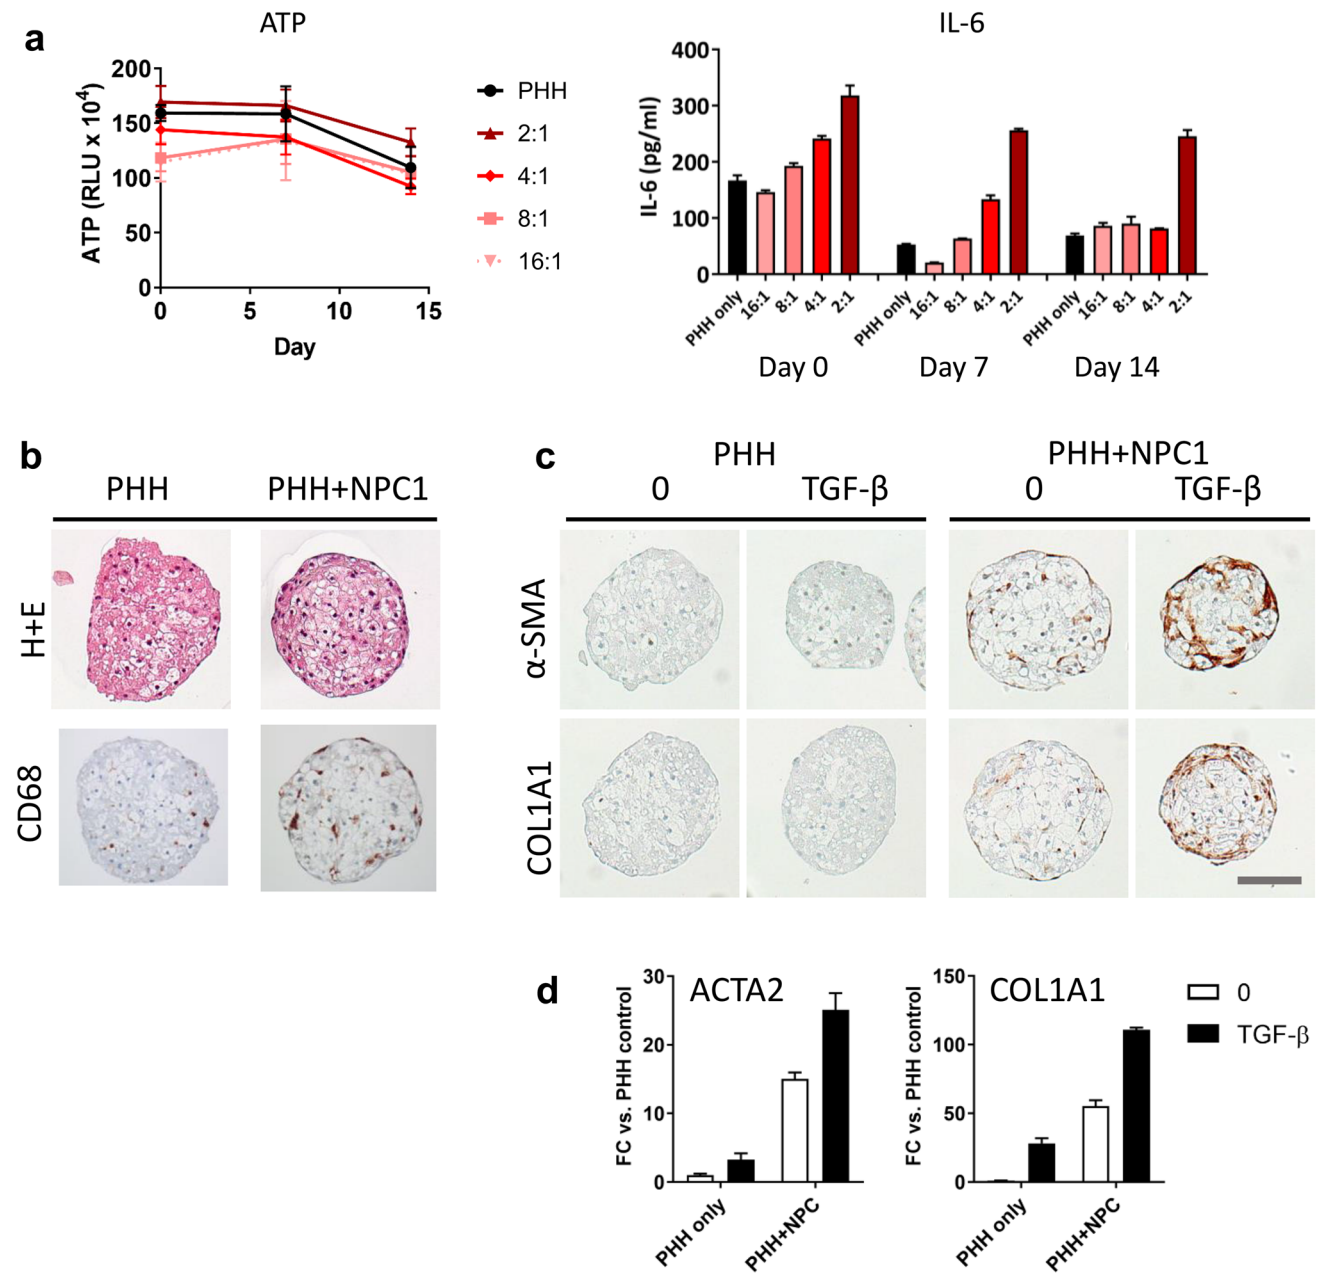 a
ATP
ATP (RLU x 10⁴)
200
150
100
50
0
0 5 10 15
Day
PHH
2:1
4:1
8:1
16:1
IL-6
IL-6 (pg/ml)
400
300
200
100
0
PHH only 16:1 8:1 4:1 2:1 PHH only 16:1 8:1 4:1 2:1 PHH only 16:1 8:1 4:1 2:1
Day 0 Day 7 Day 14
b
PHH PHH+NPC1
H+E
CD68
c
PHH PHH+NPC1
0 TGF-β 0 TGF-β
α-SMA
COL1A1
d
ACTA2
FC vs. PHH control
30
20
10
0
PHH only PHH+NPC
COL1A1
FC vs. PHH control
150
100
50
0
PHH only PHH+NPC
0
TGF-β